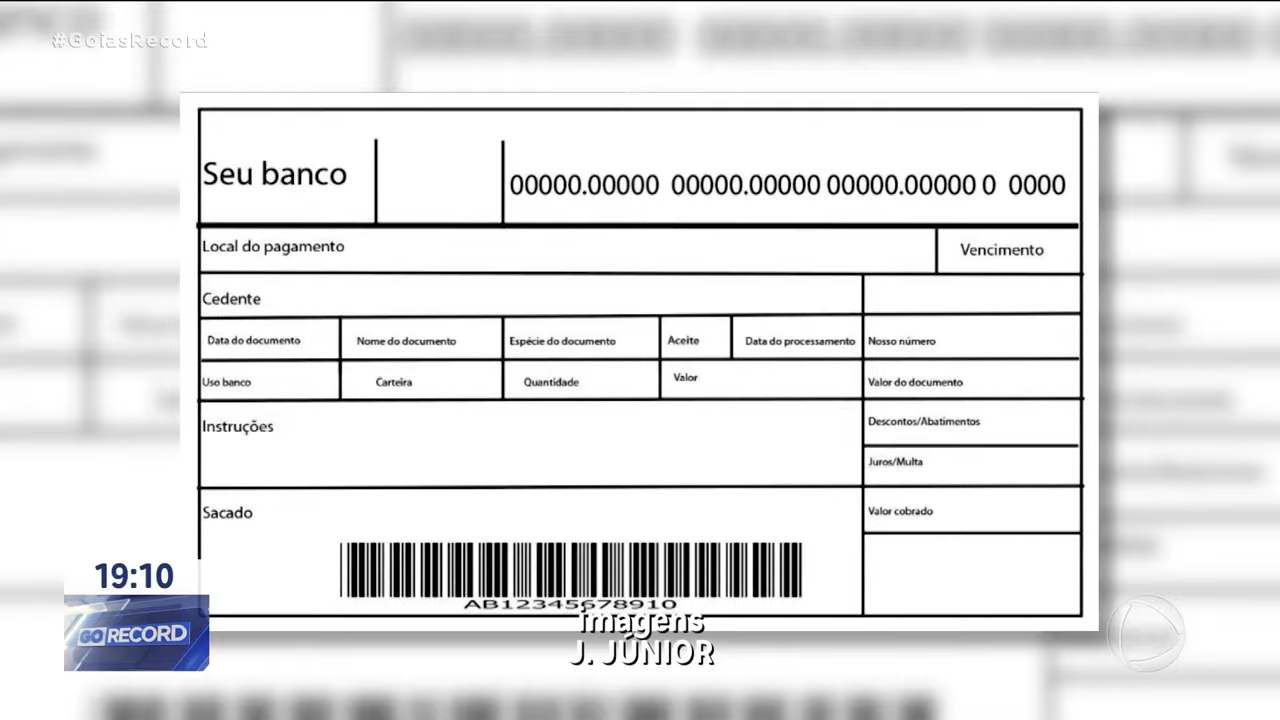 #GoiasRecord
Seu banco
00000.00000 00000.00000 00000.00000 0 0000
Local do pagamento
Vencimento
Cedente
Data do documento
Nome do documento
Espécie do documento
Aceite
Data do processamento
Nosso número
Uso banco
Carteira
Quantidade
Valor
Valor do documento
Instruções
Descontos/Abatimentos
Juros/Multa
Sacado
Valor cobrado
AB12345678910
19:10
GO RECORD
imagens
J. JÚNIOR